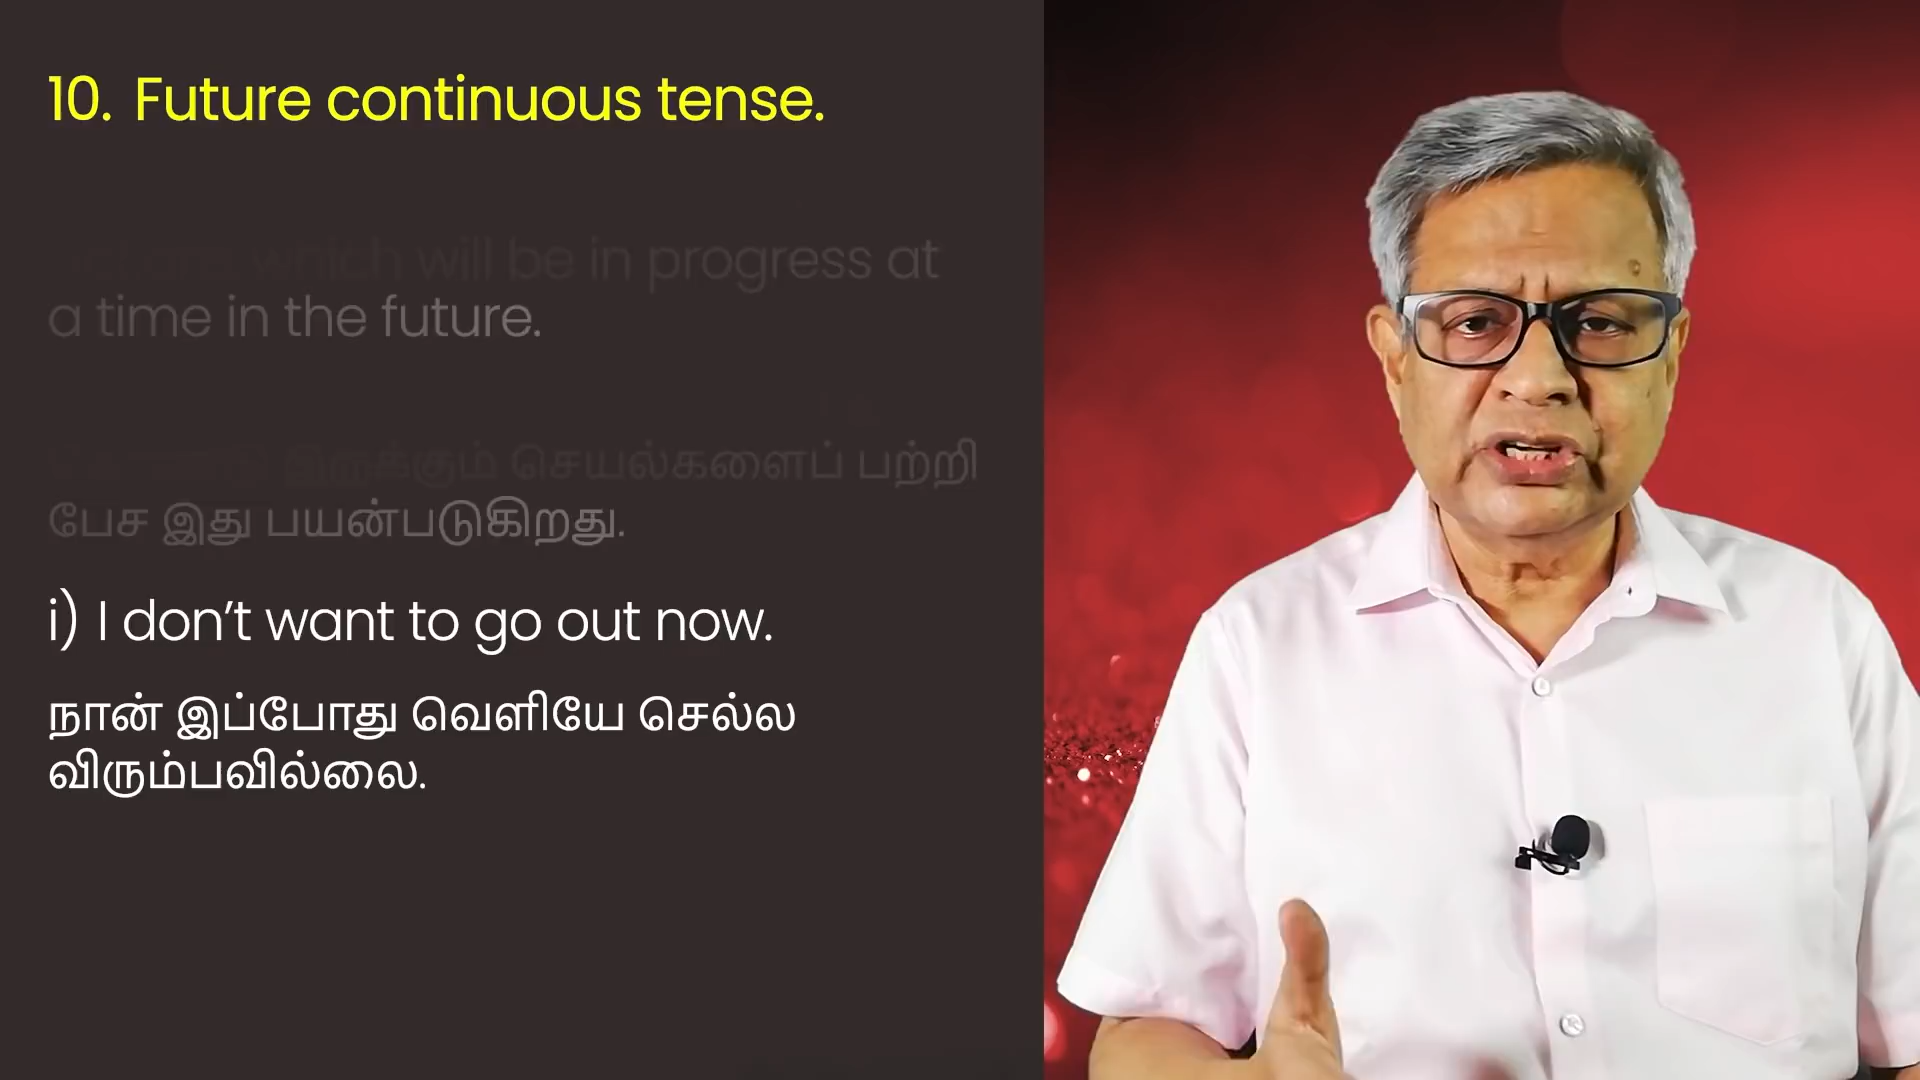 10. Future continuous tense.
which will be in progress at
a time in the future.
இருக்கும் செயல்களைப் பற்றி
பேச இது பயன்படுகிறது.
i) I don’t want to go out now.
நான் இப்போது வெளியே செல்ல
விரும்பவில்லை.